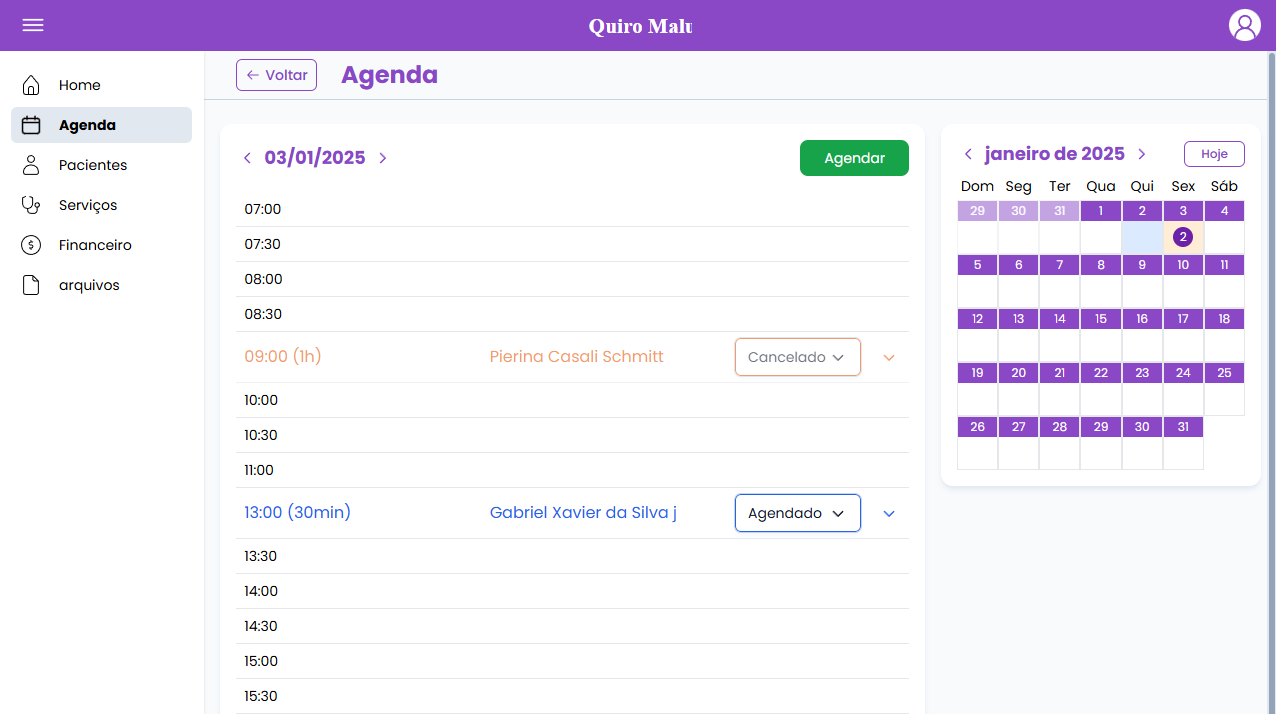 Quiro Malu
Home
Agenda
Pacientes
Serviços
Financeiro
arquivos
Voltar
Agenda
03/01/2025
Agendar
07:00
07:30
08:00
08:30
09:00 (1h) Pierina Casali Schmitt Cancelado
10:00
10:30
11:00
13:00 (30min) Gabriel Xavier da Silva j Agendado
13:30
14:00
14:30
15:00
15:30
janeiro de 2025 Hoje
Dom Seg Ter Qua Qui Sex Sáb
29 30 31 1 2 3 4
2
5 6 7 8 9 10 11
12 13 14 15 16 17 18
19 20 21 22 23 24 25
26 27 28 29 30 31